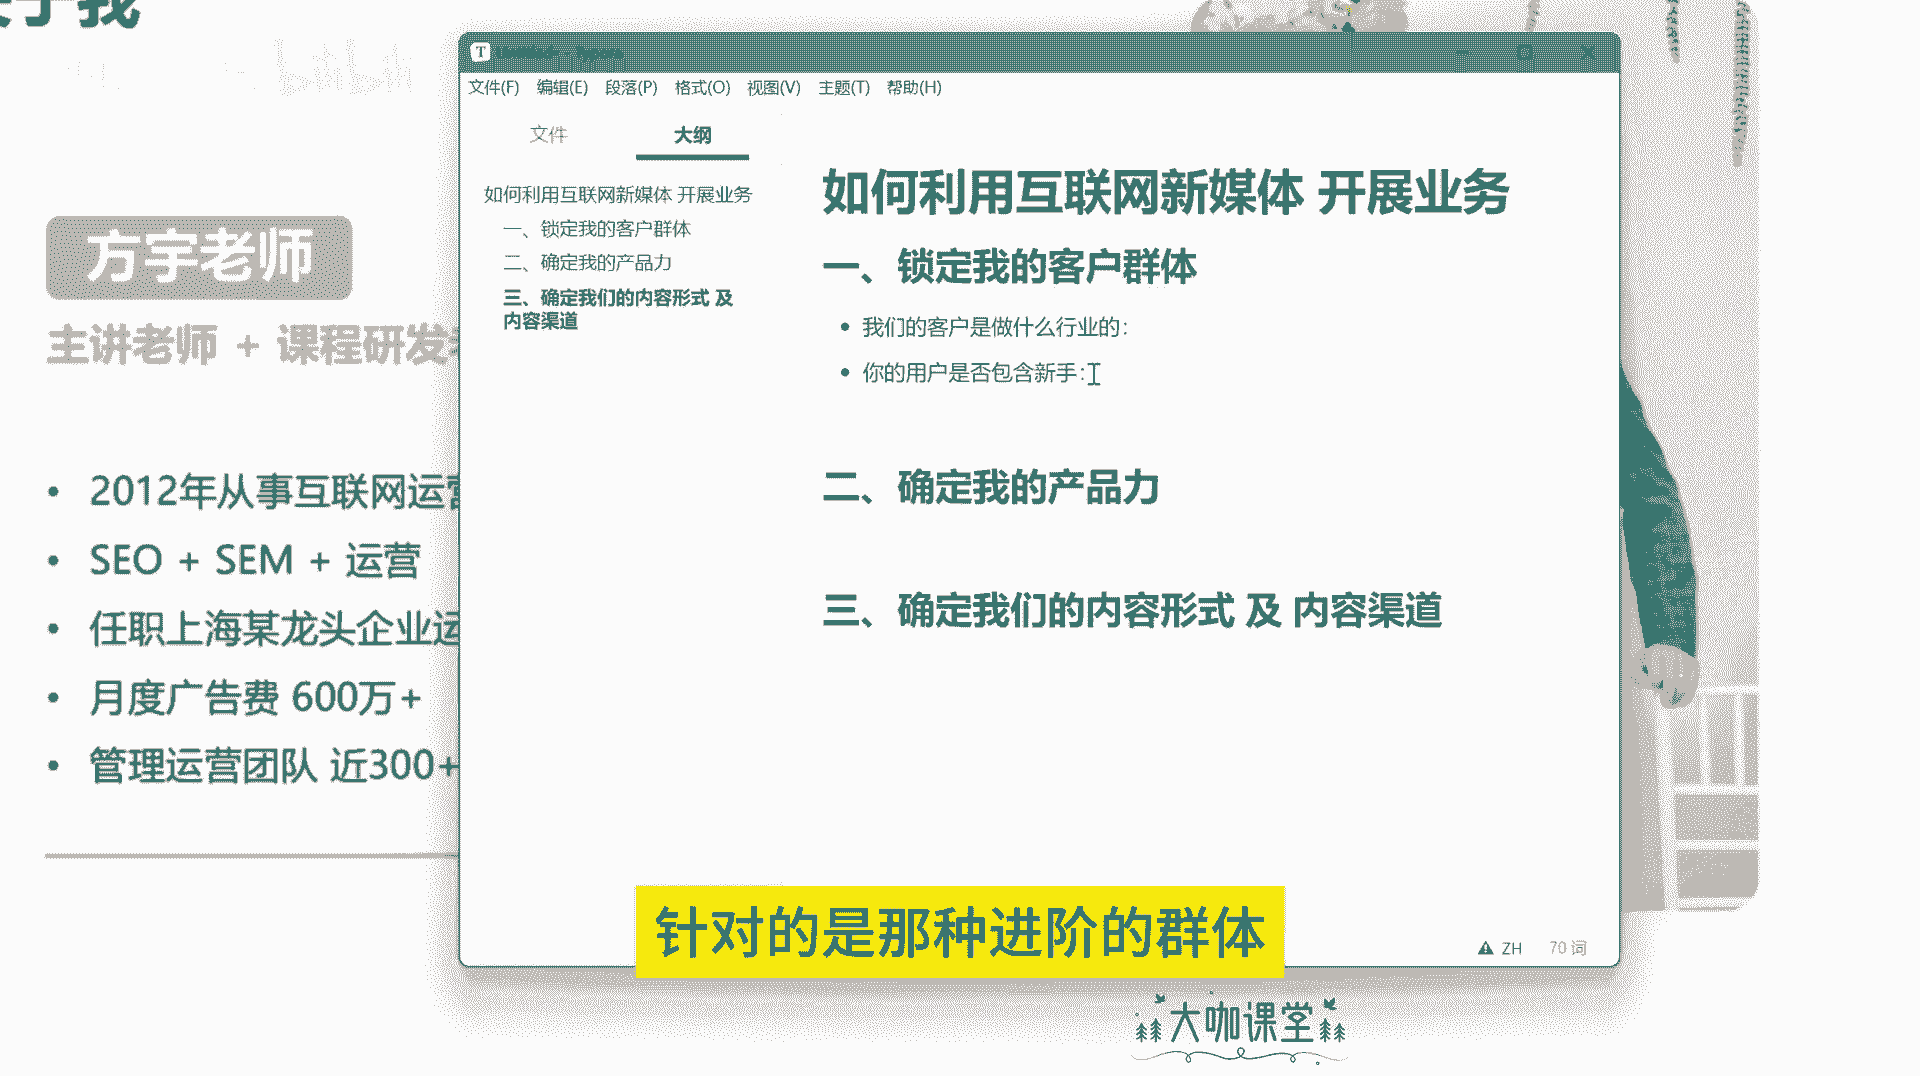 方宇老师
主讲老师 + 课程研发
• 2012年从事互联网运营
• SEO + SEM + 运营
• 任职上海某龙头企业运
• 月度广告费 600万+
• 管理运营团队 近300+
文件(F) 编辑(E) 段落(P) 格式(O) 视图(V) 主题(T) 帮助(H)
文件 大纲
如何利用互联网新媒体 开展业务
一、锁定我的客户群体
二、确定我的产品力
三、确定我们的内容形式 及
内容渠道
如何利用互联网新媒体 开展业务
一、锁定我的客户群体
• 我们的客户是做什么行业的:
• 你的用户是否包含新手:
二、确定我的产品力
三、确定我们的内容形式 及 内容渠道
ZH 70 词
针对的是那种进阶的群体
大咖课堂